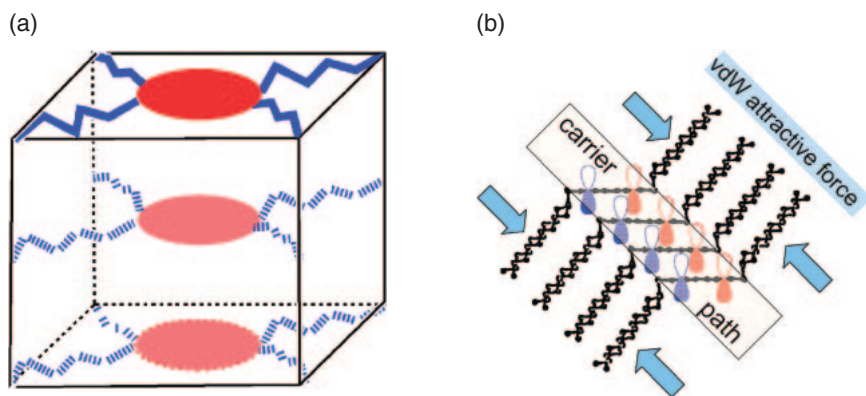 (a)
(b)
vdW attractive force
carrier
path